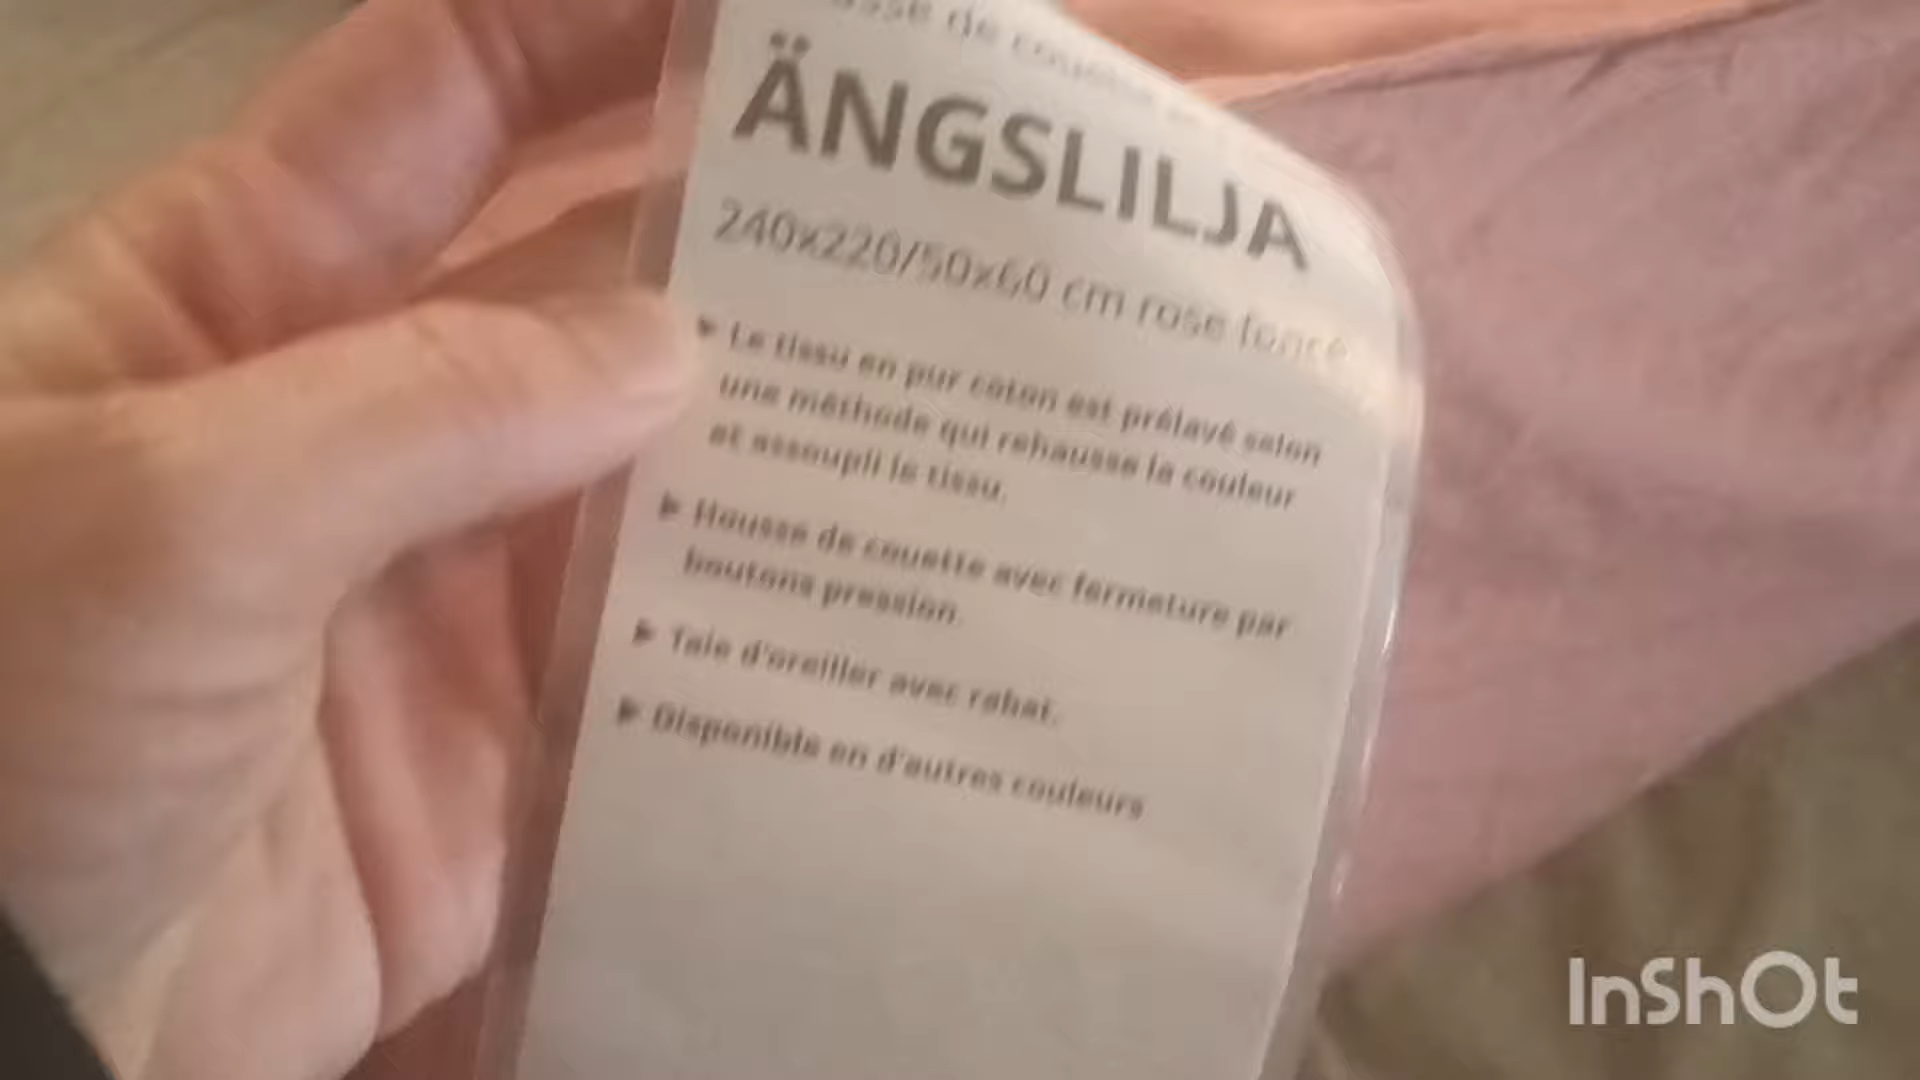 de
ÄNGSLILJA
240x220/50x60 cm rose foncé
▶ Le tissu en pur coton est prélavé selon
une méthode qui rehausse la couleur
et assoupli le tissu.
▶ Housse de couette avec fermeture par
boutons pression.
▶ Taie d'oreiller avec rabat.
▶ Disponible en d'autres couleurs
InShOt